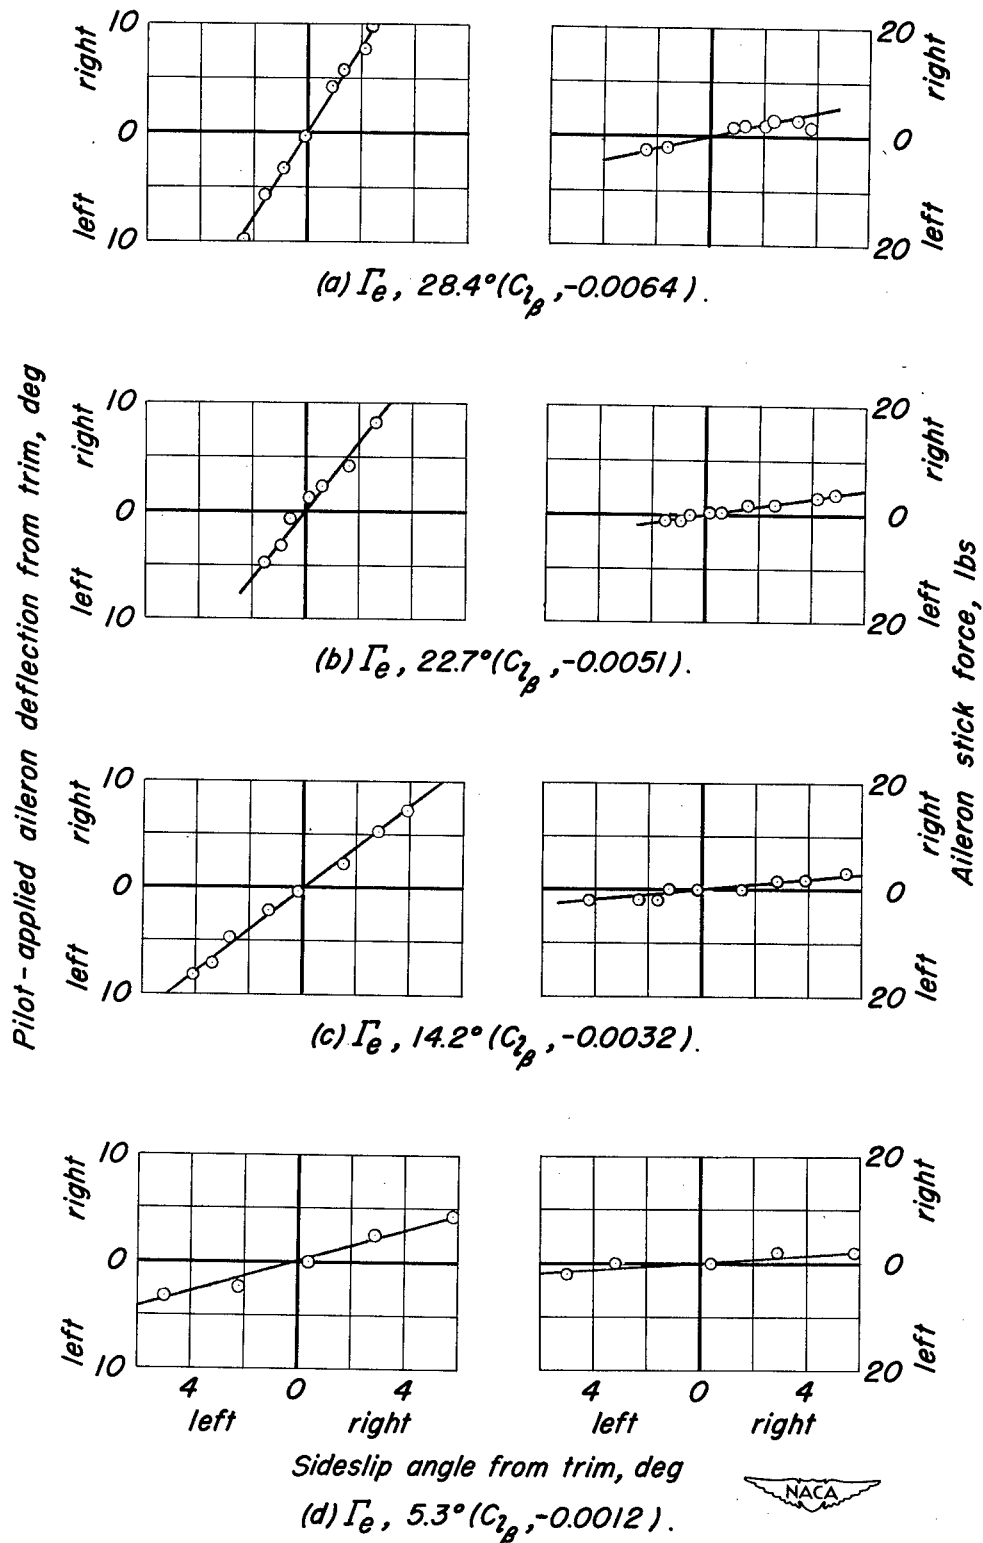 Pilot-applied aileron deflection from trim, deg
Aileron stick force, lbs
10
right
0
left
10
20
right
0
left
20
(a) Γe, 28.4° (Clβ, -0.0064).
10
right
0
left
10
20
right
0
left
20
(b) Γe, 22.7° (Clβ, -0.0051).
10
right
0
left
10
20
right
0
left
20
(c) Γe, 14.2° (Clβ, -0.0032).
10
right
0
left
10
20
right
0
left
20
4 0 4 4 0 4
left right left right
Sideslip angle from trim, deg
NACA
(d) Γe, 5.3° (Clβ, -0.0012).